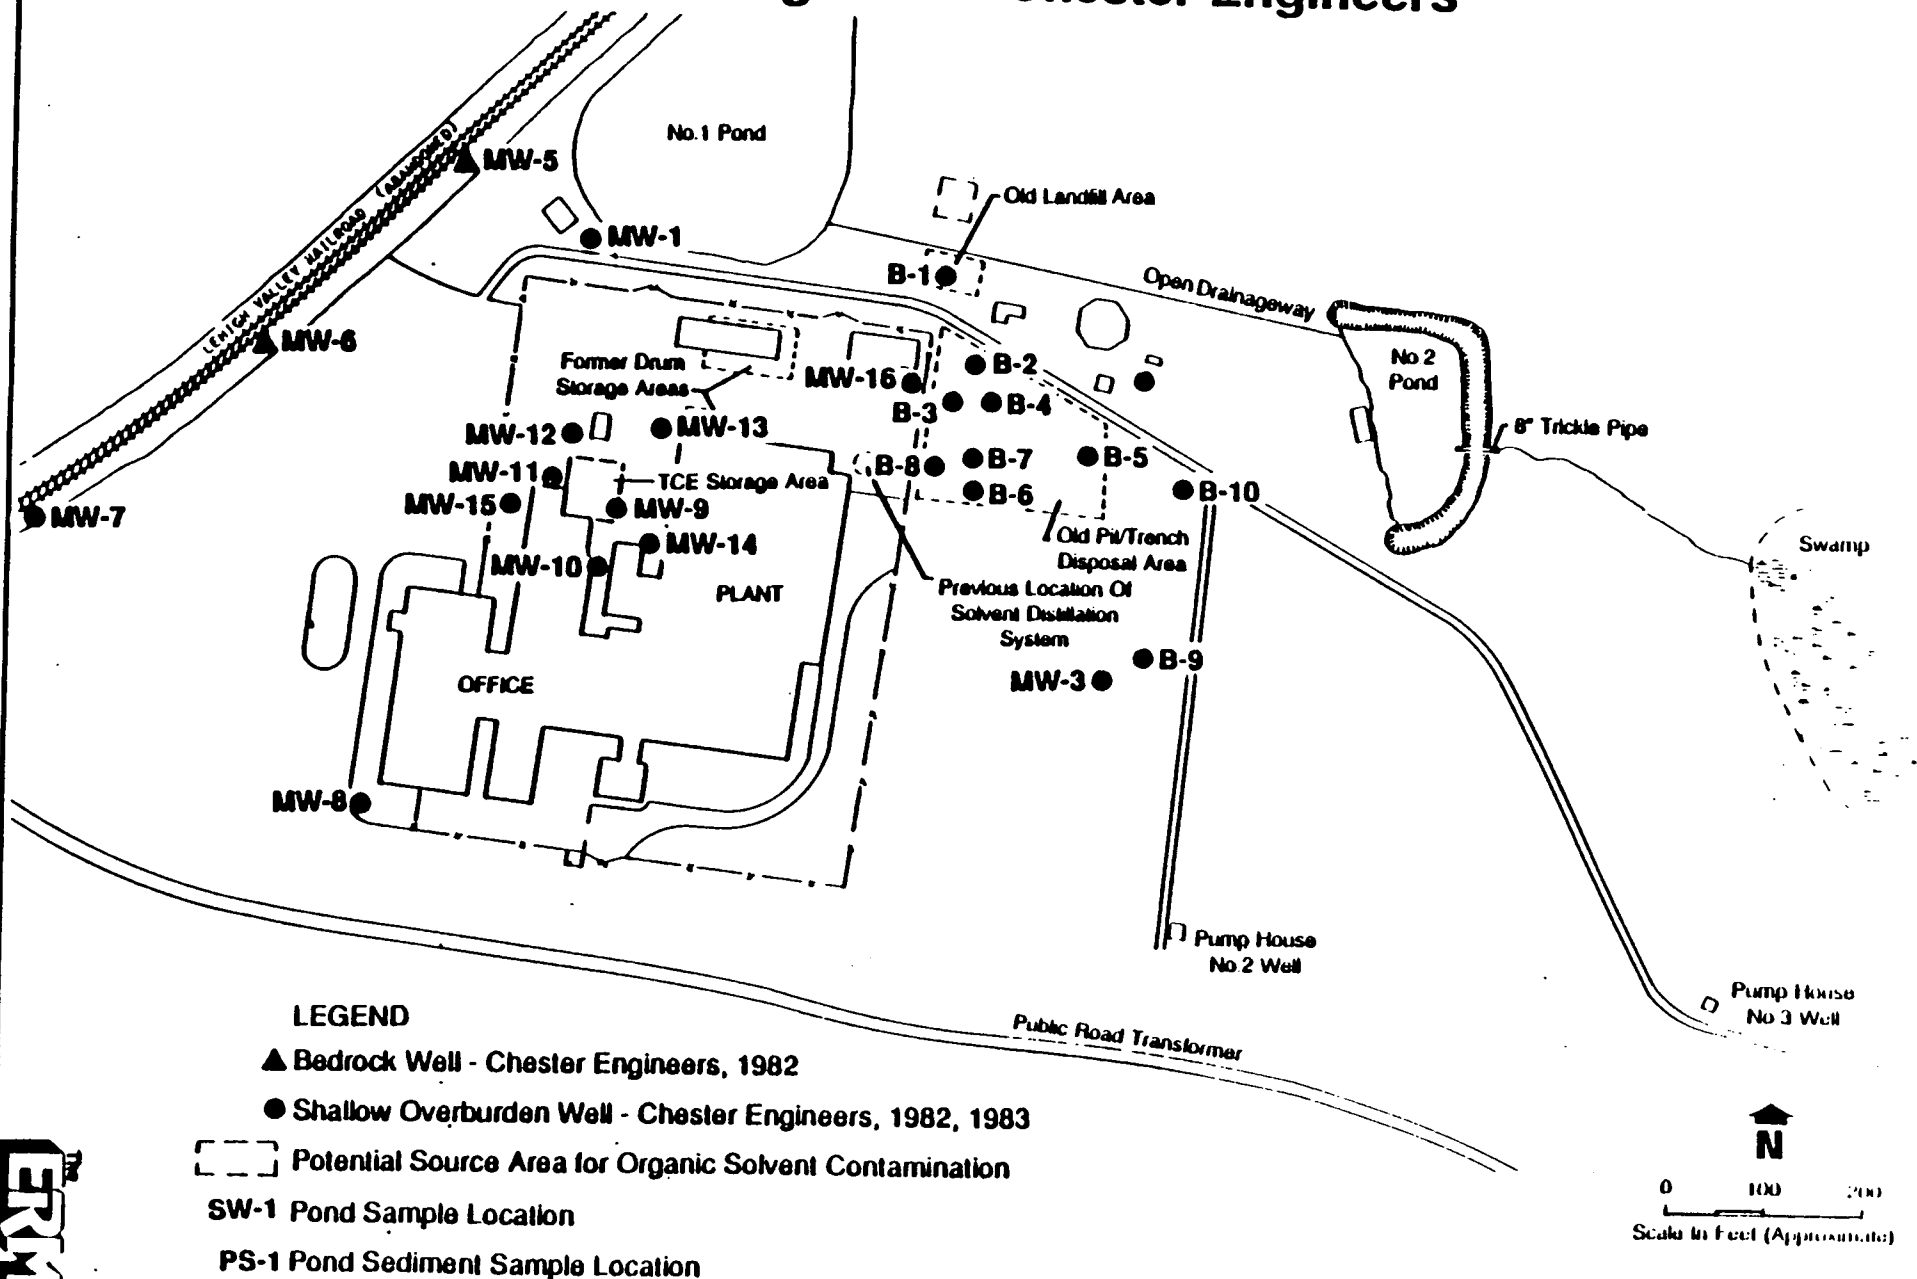 Chester Engineers
No.1 Pond
LEHIGH VALLEY RAILROAD (ABANDONED)
MW-5
Old Landfill Area
MW-1
B-1
Open Drainageway
MW-6
Former Drum
Storage Areas
MW-16
B-2
B-3
B-4
No 2
Pond
8" Trickle Pipe
MW-12
MW-13
B-8
B-7
B-5
MW-11
TCE Storage Area
B-6
B-10
MW-15
MW-9
MW-7
MW-14
Old Pit/Trench
Disposal Area
Swamp
MW-10
PLANT
Previous Location Of
Solvent Distillation
System
B-9
MW-3
OFFICE
MW-8
Pump House
No.2 Well
Pump House
No 3 Well
Public Road Transformer
LEGEND
Bedrock Well - Chester Engineers, 1982
Shallow Overburden Well - Chester Engineers, 1982, 1983
Potential Source Area for Organic Solvent Contamination
SW-1 Pond Sample Location
PS-1 Pond Sediment Sample Location
The
ERM
N
0 100 200
Scale In Feet (Approximate)